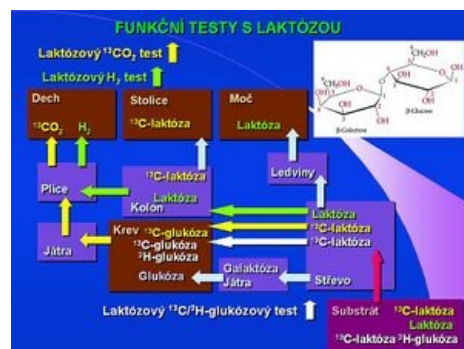 FUNKČNÍ TESTY S LAKTÓZOU
Laktózový ¹³CO₂ test
Laktózový H₂ test
Dech
¹³CO₂ H₂
Stolice
¹³C-laktóza
Moč
Laktóza
β-Galactose
β-Glucose
Plice
¹³C-laktóza
Laktóza
Kolon
Ledviny
Játra
Krev ¹³C-glukóza
¹³C-glukóza
²H-glukóza
Glukóza
Galaktóza
Játra
Laktóza
¹³C-laktóza
¹³C-laktóza
Střevo
Laktózový ¹³C/²H-glukózový test
Substrát ¹³C-laktóza
Laktóza
¹³C-laktóza ²H-glukóza